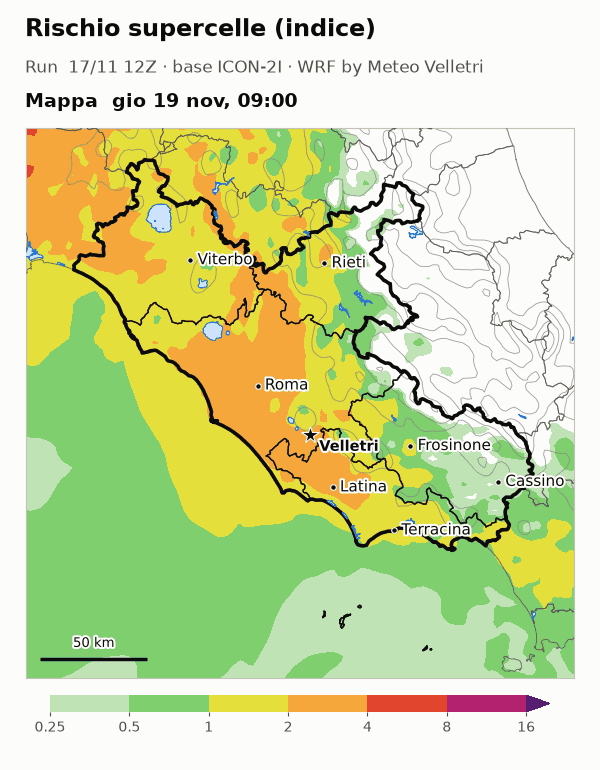 Rischio supercelle (indice)
Run  17/11 12Z · base ICON-2I · WRF by Meteo Velletri
Mappa  gio 19 nov, 09:00
Viterbo
Rieti
Roma
Velletri
Frosinone
Cassino
Latina
Terracina
50 km
0.25 0.5 1 2 4 8 16